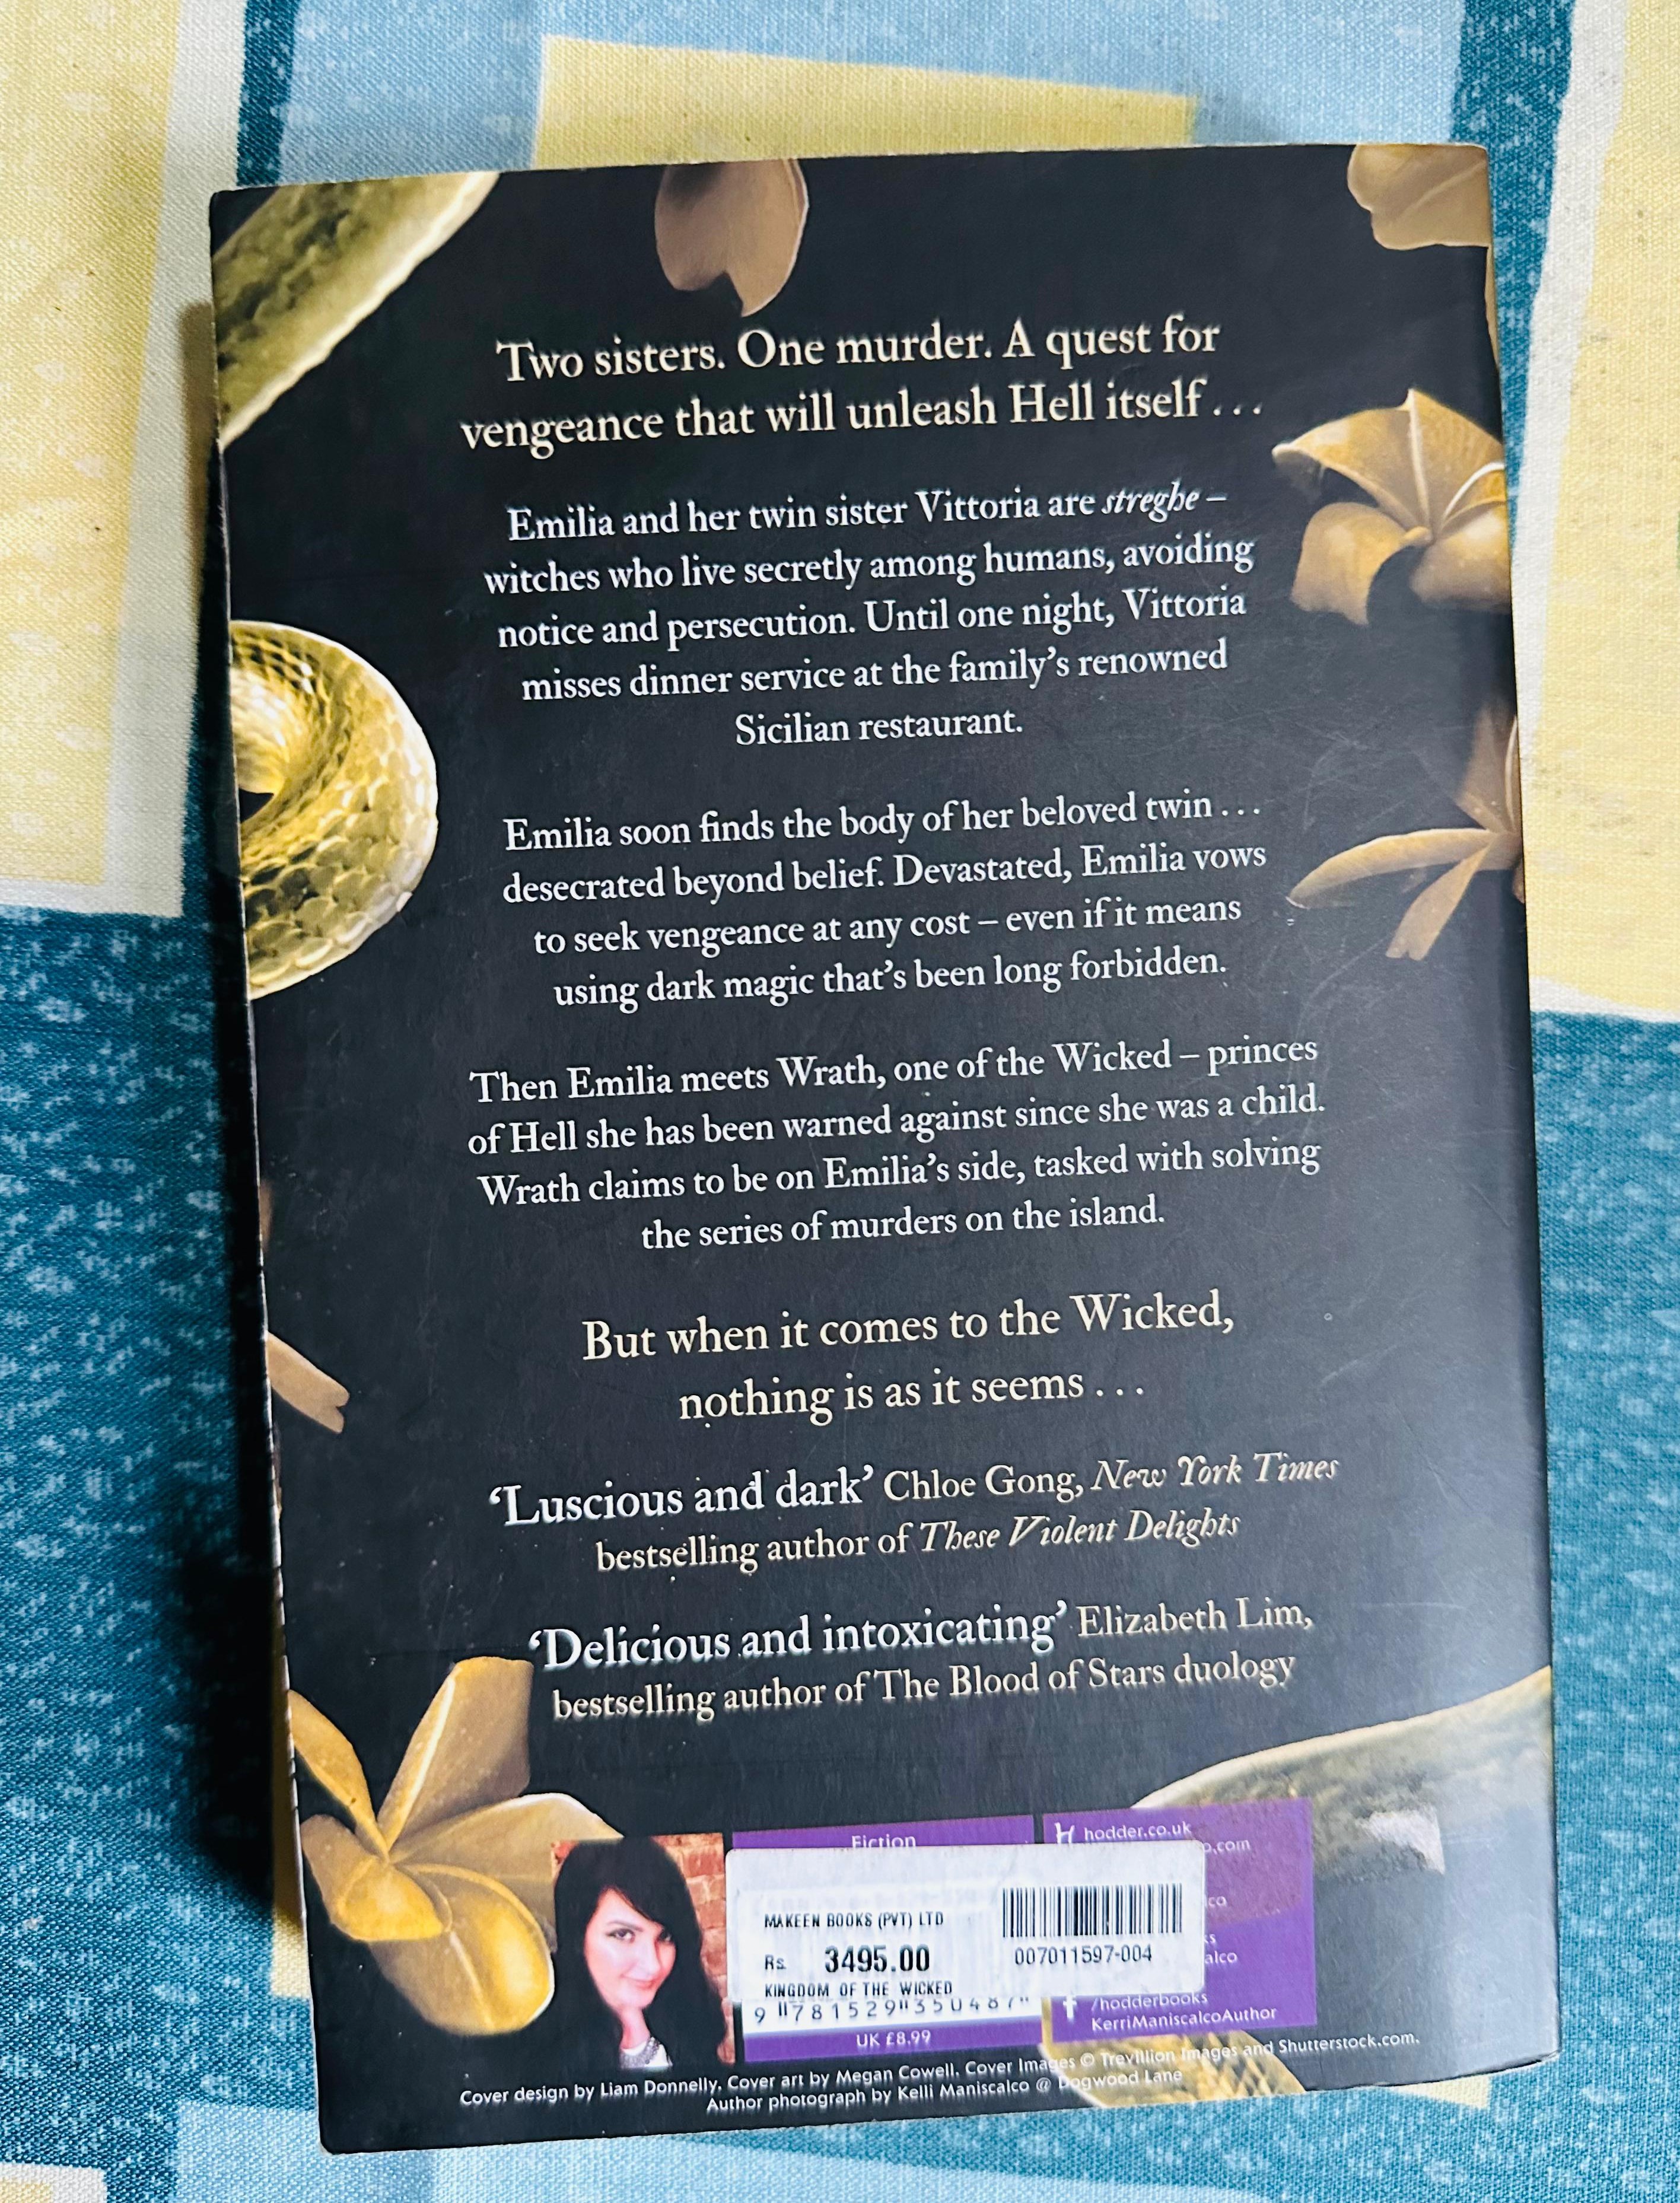 Two sisters. One murder. A quest for
vengeance that will unleash Hell itself . . .
Emilia and her twin sister Vittoria are streghe –
witches who live secretly among humans, avoiding
notice and persecution. Until one night, Vittoria
misses dinner service at the family’s renowned
Sicilian restaurant.
Emilia soon finds the body of her beloved twin . . .
desecrated beyond belief. Devastated, Emilia vows
to seek vengeance at any cost – even if it means
using dark magic that’s been long forbidden.
Then Emilia meets Wrath, one of the Wicked – princes
of Hell she has been warned against since she was a child.
Wrath claims to be on Emilia’s side, tasked with solving
the series of murders on the island.
But when it comes to the Wicked,
nothing is as it seems . . .
‘Luscious and dark’ Chloe Gong, New York Times
bestselling author of These Violent Delights
‘Delicious and intoxicating’ Elizabeth Lim,
bestselling author of The Blood of Stars duology
Fiction
MAKEEN BOOKS (PVT) LTD
Rs. 3495.00
007011597-004
KINGDOM OF THE WICKED
9 781529 350487
UK £8.99
hodder.co.uk
o.com
co
ks
alco
/hodderbooks
KerriManiscalcoAuthor
Cover design by Liam Donnelly. Cover art by Megan Cowell. Cover Images © Trevillion Images and Shutterstock.com.
Author photograph by Kelli Maniscalco @ Dogwood Lane